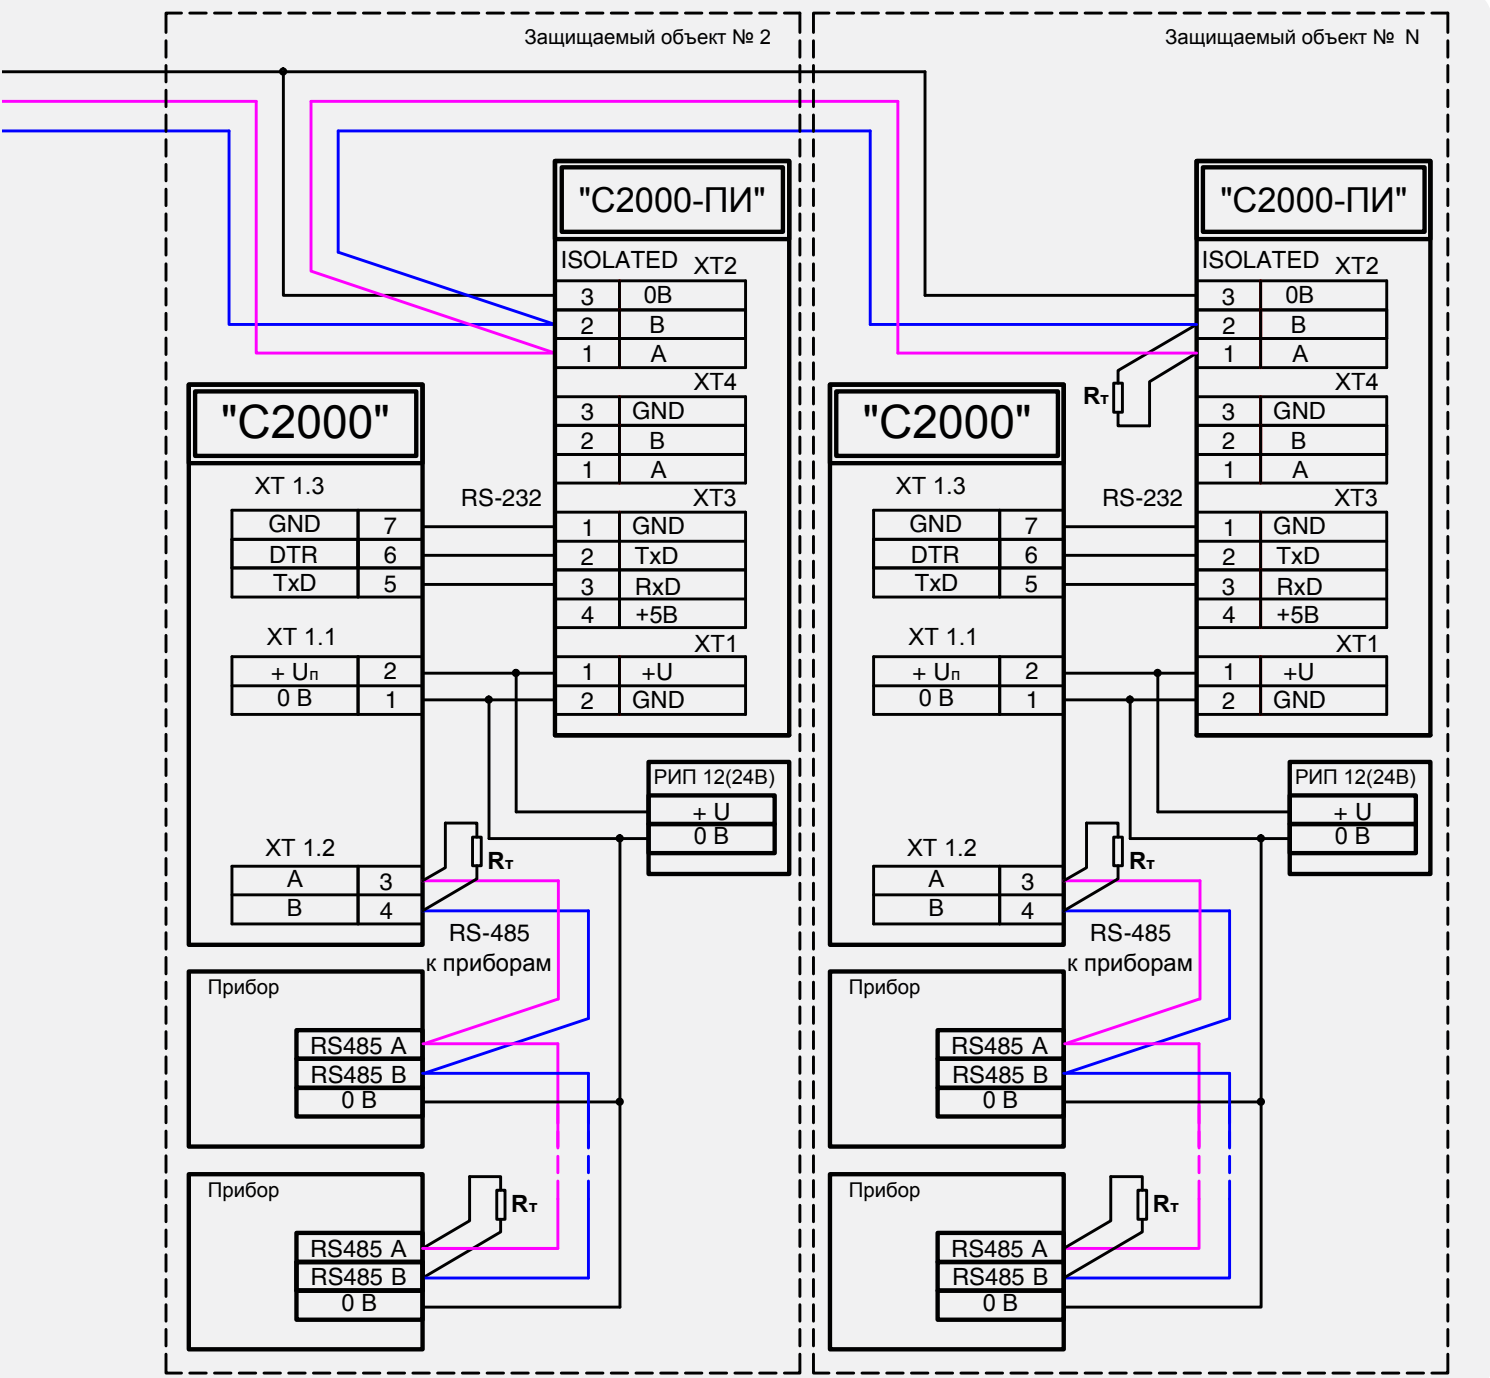 Защищаемый объект № 2
"С2000-ПИ"
ISOLATED XT2
3 0В
2 В
1 А
XT4
3 GND
2 В
1 А
XT3
1 GND
2 TxD
3 RxD
4 +5В
XT1
1 +U
2 GND
"С2000"
XT 1.3
GND 7
DTR 6
TxD 5
RS-232
XT 1.1
+ Uп 2
0 В 1
РИП 12(24В)
+ U
0 В
XT 1.2
А 3
В 4
Rт
RS-485
к приборам
Прибор
RS485 А
RS485 В
0 В
Прибор
Rт
RS485 А
RS485 В
0 В
Защищаемый объект № N
"С2000-ПИ"
ISOLATED XT2
3 0В
2 В
1 А
Rт
XT4
3 GND
2 В
1 А
XT3
1 GND
2 TxD
3 RxD
4 +5В
XT1
1 +U
2 GND
"С2000"
XT 1.3
GND 7
DTR 6
TxD 5
RS-232
XT 1.1
+ Uп 2
0 В 1
РИП 12(24В)
+ U
0 В
XT 1.2
А 3
В 4
Rт
RS-485
к приборам
Прибор
RS485 А
RS485 В
0 В
Прибор
Rт
RS485 А
RS485 В
0 В